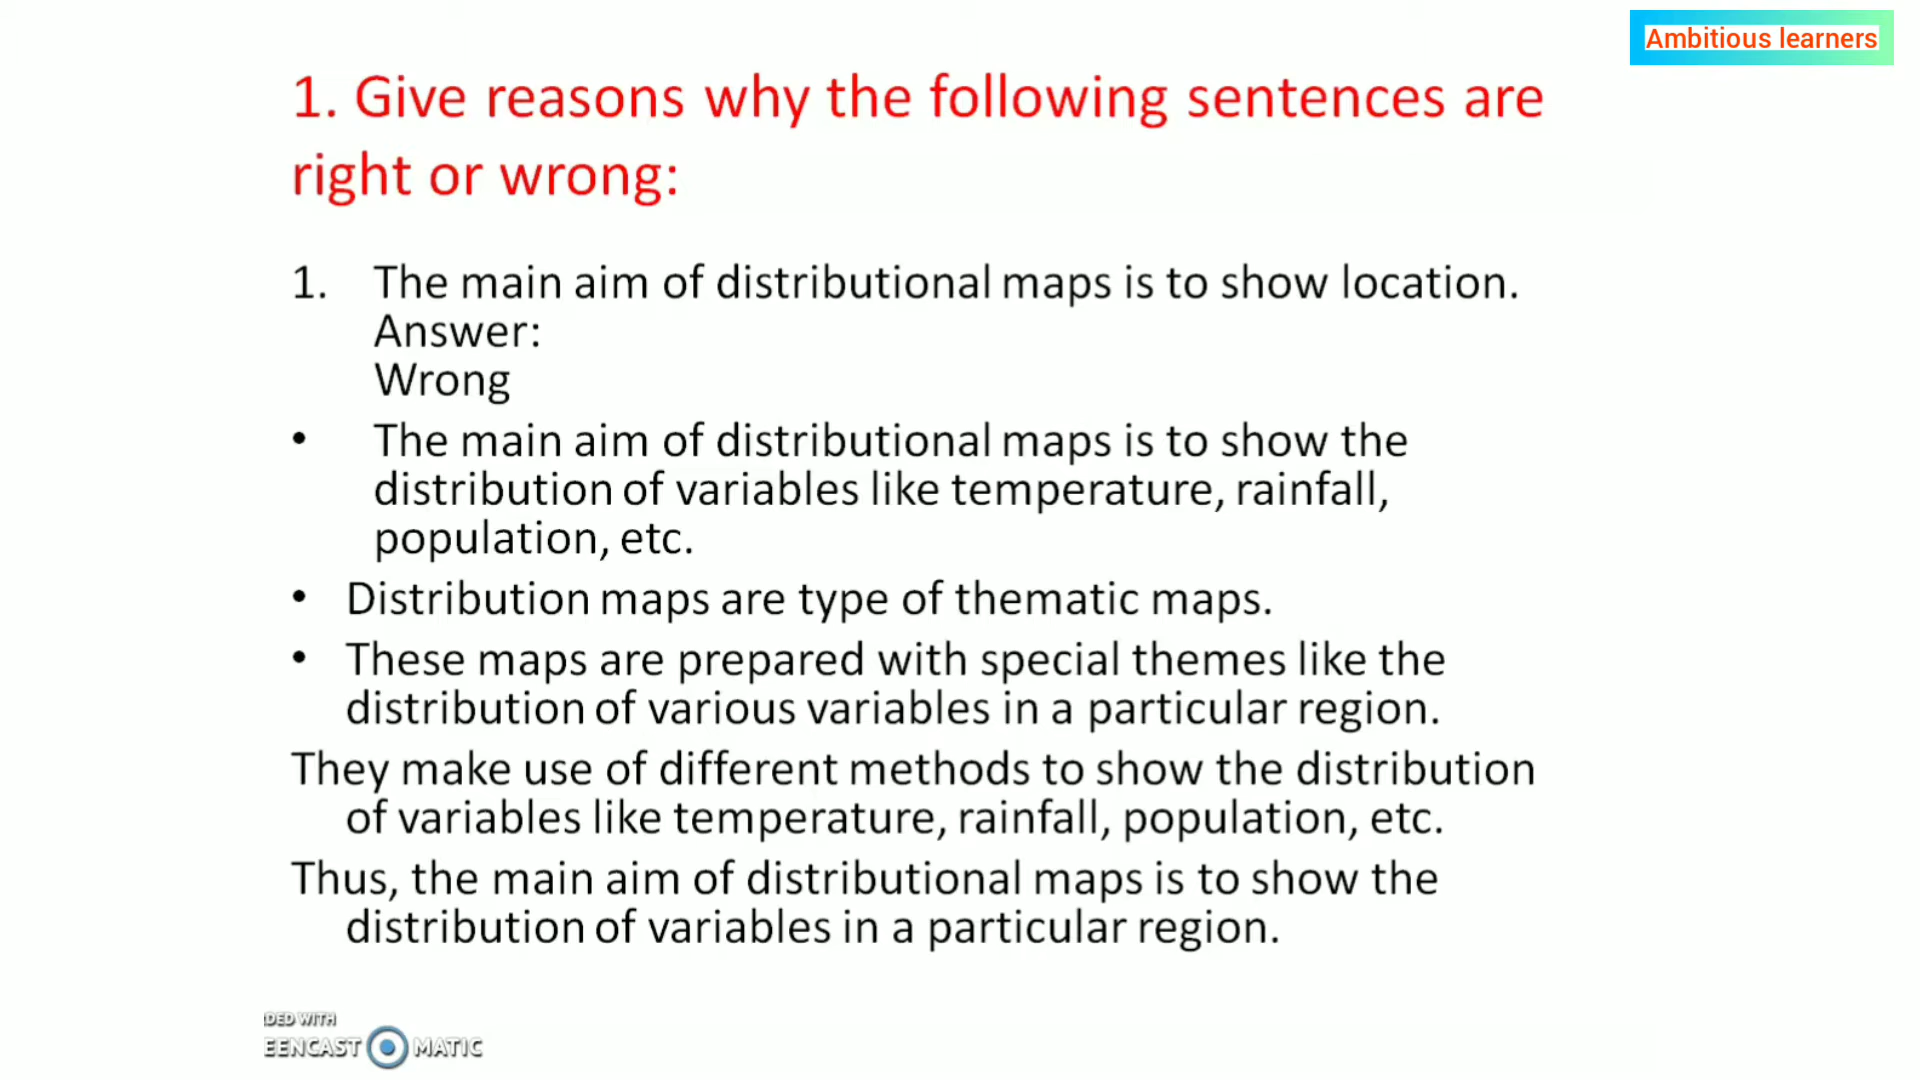 Ambitious learners
1. Give reasons why the following sentences are
right or wrong:
1. The main aim of distributional maps is to show location.
Answer:
Wrong
• The main aim of distributional maps is to show the
distribution of variables like temperature, rainfall,
population, etc.
• Distribution maps are type of thematic maps.
• These maps are prepared with special themes like the
distribution of various variables in a particular region.
They make use of different methods to show the distribution
of variables like temperature, rainfall, population, etc.
Thus, the main aim of distributional maps is to show the
distribution of variables in a particular region.
DED WITH
EENCAST MATIC